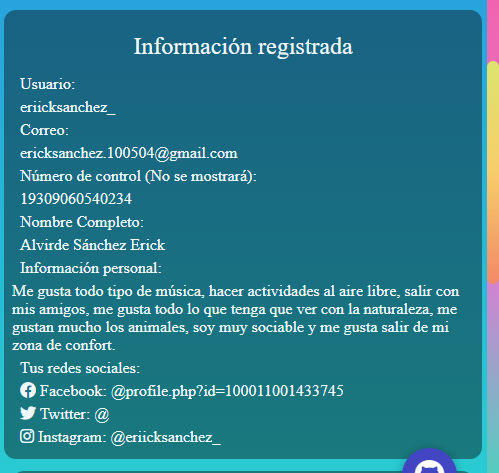 Información registrada
Usuario:
eriicksanchez_
Correo:
ericksanchez.100504@gmail.com
Número de control (No se mostrará):
19309060540234
Nombre Completo:
Alvirde Sánchez Erick
Información personal:
Me gusta todo tipo de música, hacer actividades al aire libre, salir con
mis amigos, me gusta todo lo que tenga que ver con la naturaleza, me
gustan mucho los animales, soy muy sociable y me gusta salir de mi
zona de confort.
Tus redes sociales:
Facebook: @profile.php?id=100011001433745
Twitter: @
Instagram: @eriicksanchez_